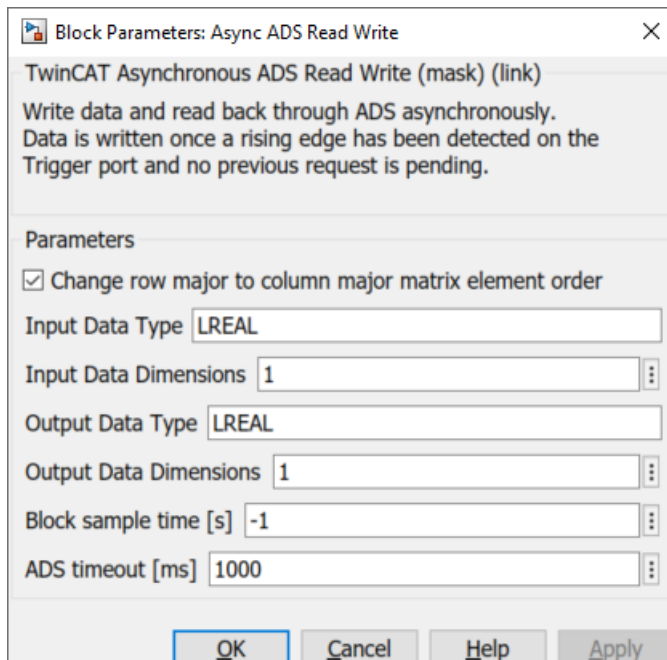 Block Parameters: Async ADS Read Write
TwinCAT Asynchronous ADS Read Write (mask) (link)
Write data and read back through ADS asynchronously.
Data is written once a rising edge has been detected on the
Trigger port and no previous request is pending.
Parameters
Change row major to column major matrix element order
Input Data Type LREAL
Input Data Dimensions 1
Output Data Type LREAL
Output Data Dimensions 1
Block sample time [s] -1
ADS timeout [ms] 1000
OK Cancel Help Apply